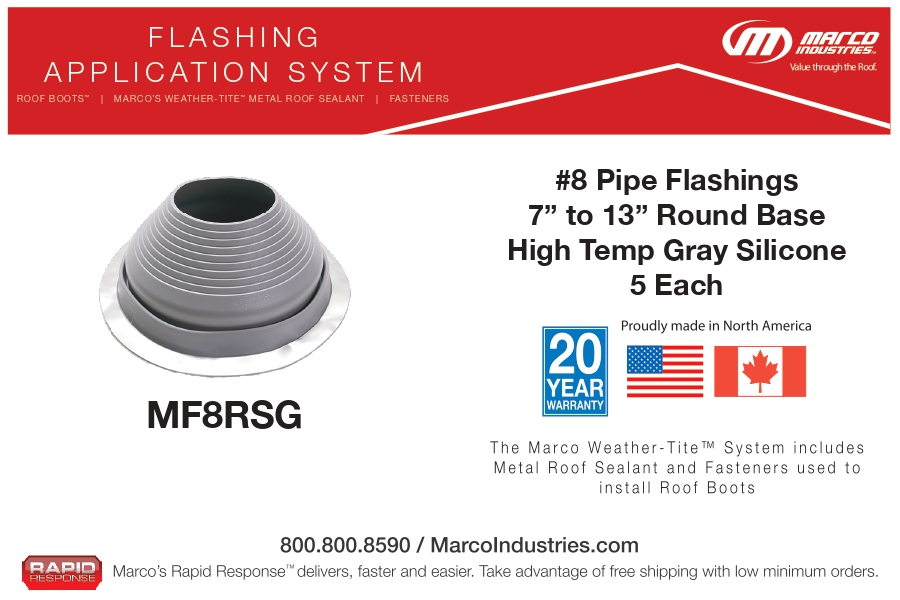 FLASHING
APPLICATION SYSTEM
ROOF BOOTS™ | MARCO'S WEATHER-TITE™ METAL ROOF SEALANT | FASTENERS
MARCO
INDUSTRIES™
Value through the Roof.
#8 Pipe Flashings
7” to 13” Round Base
High Temp Gray Silicone
5 Each
Proudly made in North America
20
YEAR
WARRANTY
MF8RSG
The Marco Weather-Tite™ System includes
Metal Roof Sealant and Fasteners used to
install Roof Boots
800.800.8590 / MarcoIndustries.com
RAPID
RESPONSE
Marco's Rapid Response™ delivers, faster and easier. Take advantage of free shipping with low minimum orders.